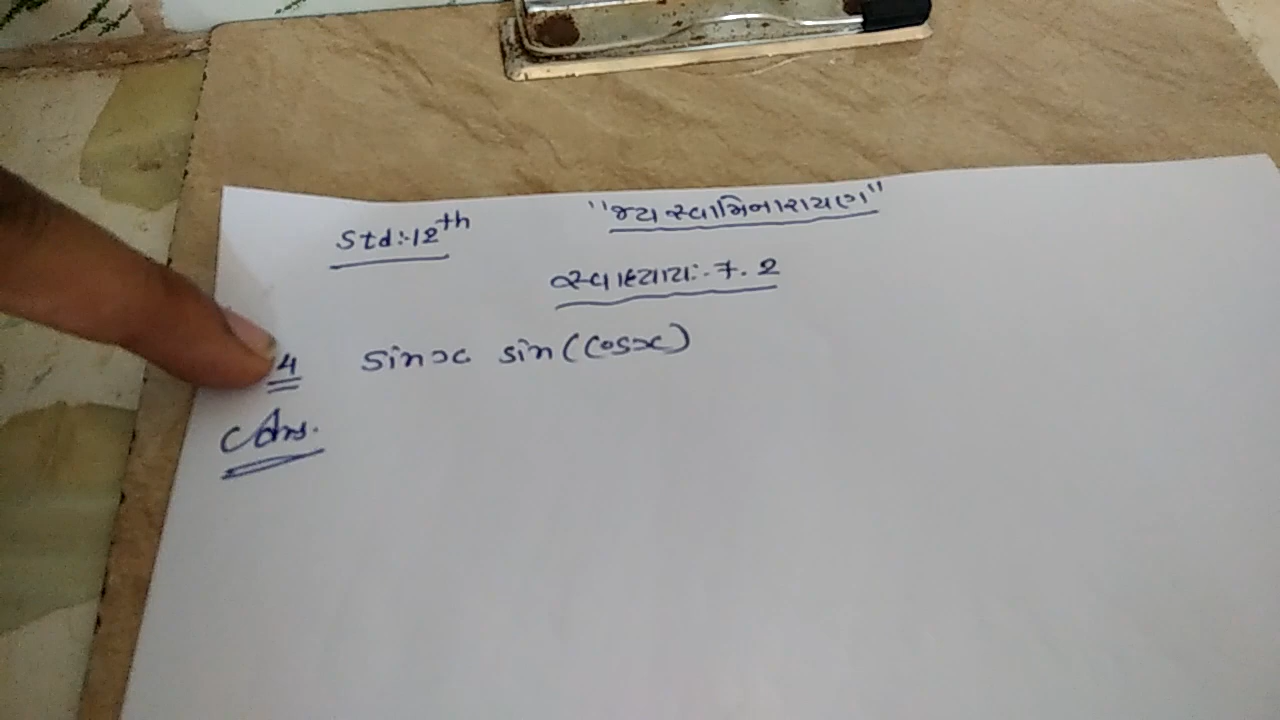 Std:-12th
"જય સ્વામિનારાયણ"
સ્વાધ્યાય:-7.2
4 sinx sin(cosx)
Ans.